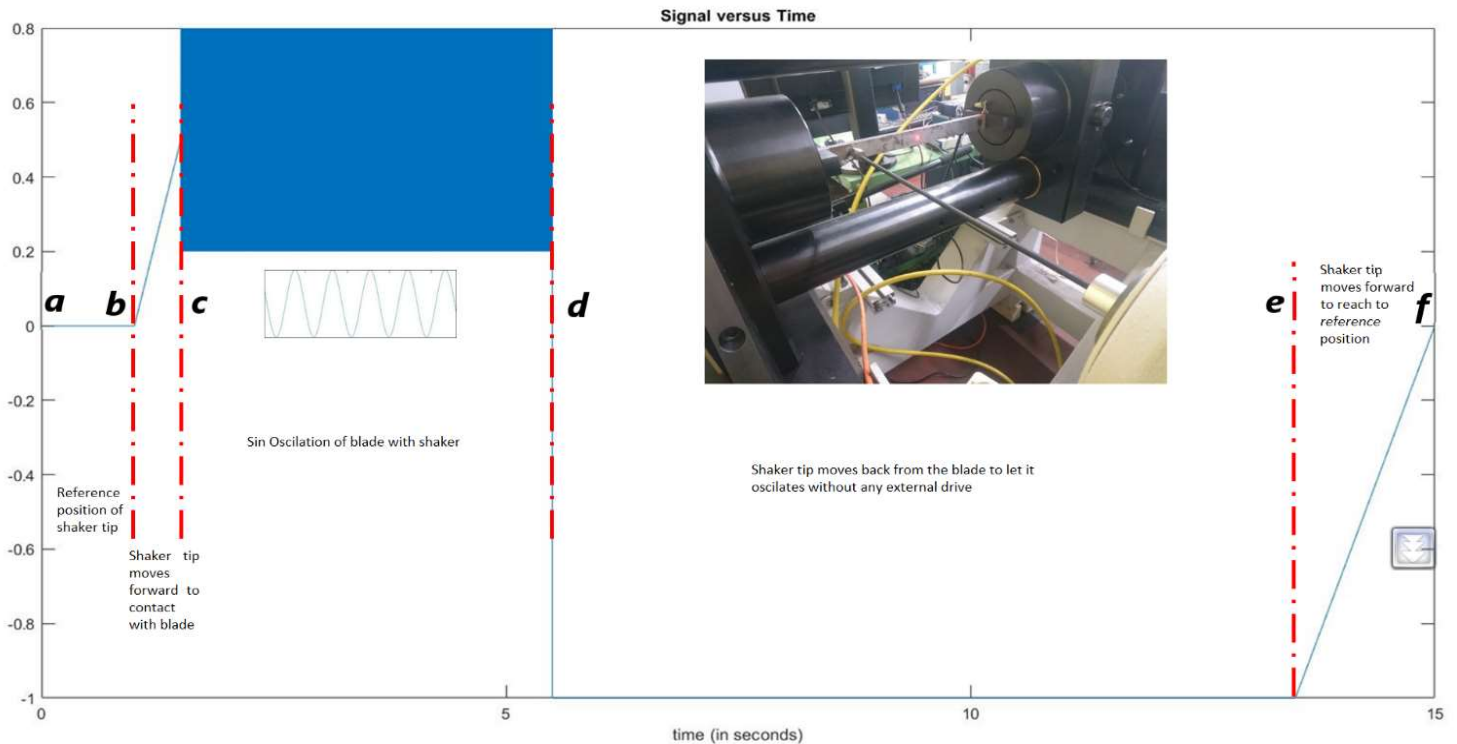 Signal versus Time
0.8
0.6
0.4
0.2
0
-0.2
-0.4
-0.6
-0.8
-1
a
b
c
d
e
f
Sin Oscilation of blade with shaker
Reference
position of
shaker tip
Shaker tip
moves
forward to
contact
with blade
Shaker tip moves back from the blade to let it
oscilates without any external drive
Shaker tip
moves forward
to reach to
reference
position
0
5
10
15
time (in seconds)